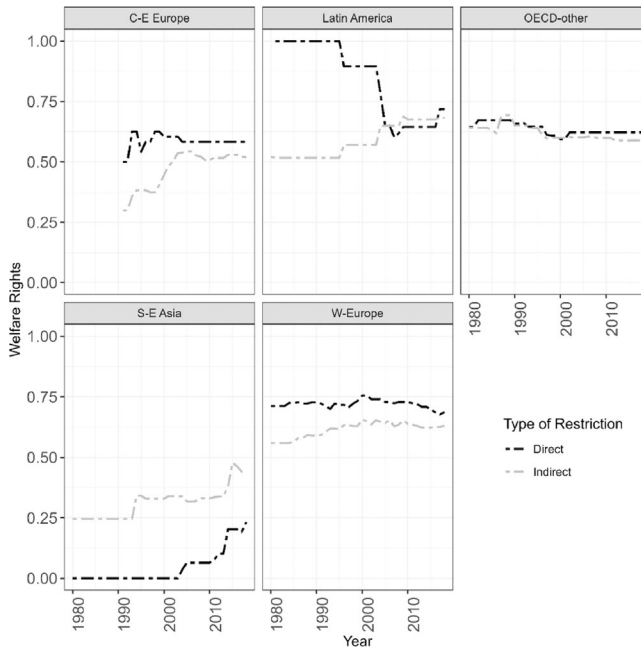 C-E Europe
Latin America
OECD-other
1.00
0.75
0.50
0.25
0.00
1980
1990
2000
2010
S-E Asia
W-Europe
1.00
0.75
0.50
0.25
0.00
1980
1990
2000
2010
1980
1990
2000
2010
Welfare Rights
Year
Type of Restriction
Direct
Indirect